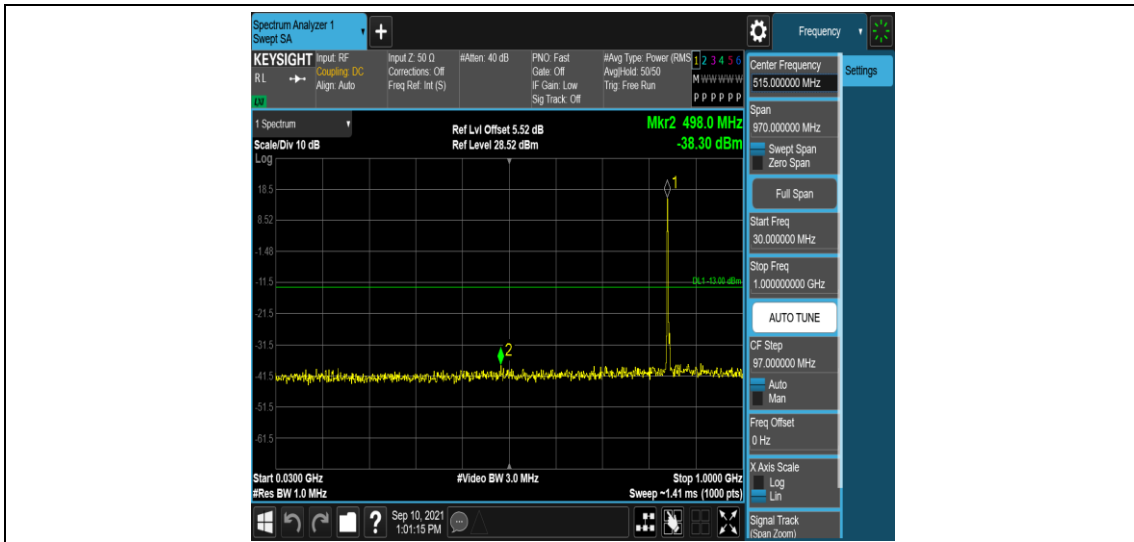 Spectrum Analyzer 1
Swept SA
+
Frequency
KEYSIGHT
RL
LXI
Input: RF
Coupling: DC
Align: Auto
Input Z: 50 Ω
Corrections: Off
Freq Ref: Int (S)
#Atten: 40 dB
PNO: Fast
Gate: Off
IF Gain: Low
Sig Track: Off
#Avg Type: Power (RMS
Avg|Hold: 50/50
Trig: Free Run
1 2 3 4 5 6
M W W W W W
P P P P P P
1 Spectrum
Scale/Div 10 dB
Ref Lvl Offset 5.52 dB
Ref Level 28.52 dBm
Mkr2 498.0 MHz
-38.30 dBm
Log
18.5
8.52
-1.48
-11.5
-21.5
-31.5
-41.5
-51.5
-61.5
1
DL1 -13.00 dBm
2
Start 0.0300 GHz
#Res BW 1.0 MHz
#Video BW 3.0 MHz
Stop 1.0000 GHz
Sweep ~1.41 ms (1000 pts)
?
Sep 10, 2021
1:01:15 PM
Center Frequency
515.000000 MHz
Settings
Span
970.000000 MHz
Swept Span
Zero Span
Full Span
Start Freq
30.000000 MHz
Stop Freq
1.000000000 GHz
AUTO TUNE
CF Step
97.000000 MHz
Auto
Man
Freq Offset
0 Hz
X Axis Scale
Log
Lin
Signal Track
(Span Zoom)